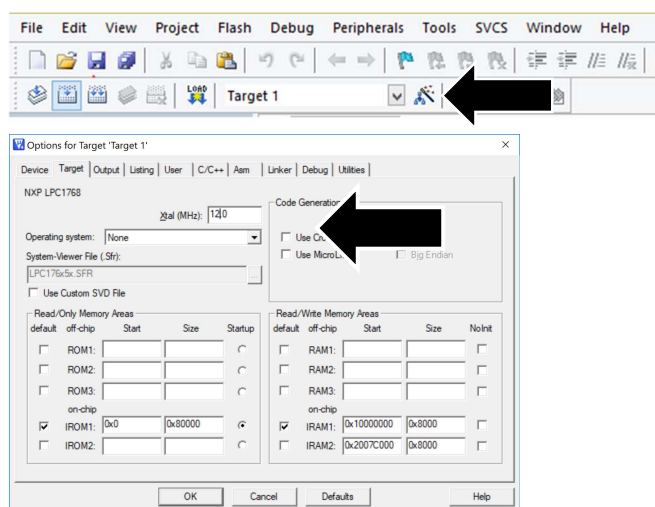 File Edit View Project Flash Debug Peripherals Tools SVCS Window Help
LOAD Target 1
Options for Target 'Target 1'
Device Target Output Listing User C/C++ Asm Linker Debug Utilities
NXP LPC1768
Xtal (MHz): 12.0
Code Generation
Operating system: None
Use
System-Viewer File (.Sfr):
Use Big Endian
LPC176x5x.SFR
Use Custom SVD File
Read/Only Memory Areas
Read/Write Memory Areas
default off-chip Start Size Startup
default off-chip Start Size NoInit
ROM1:
RAM1:
ROM2:
RAM2:
ROM3:
RAM3:
on-chip
on-chip
IROM1: 0x0 0x80000
IRAM1: 0x10000000 0x8000
IROM2:
IRAM2: 0x2007C000 0x8000
OK Cancel Defaults Help